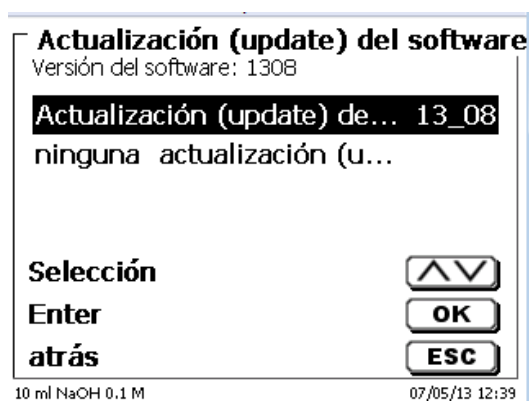 Actualización (update) del software
Versión del software: 1308
Actualización (update) de... 13_08
ninguna actualización (u...
Selección
Enter OK
atrás ESC
10 ml NaOH 0.1 M 07/05/13 12:39